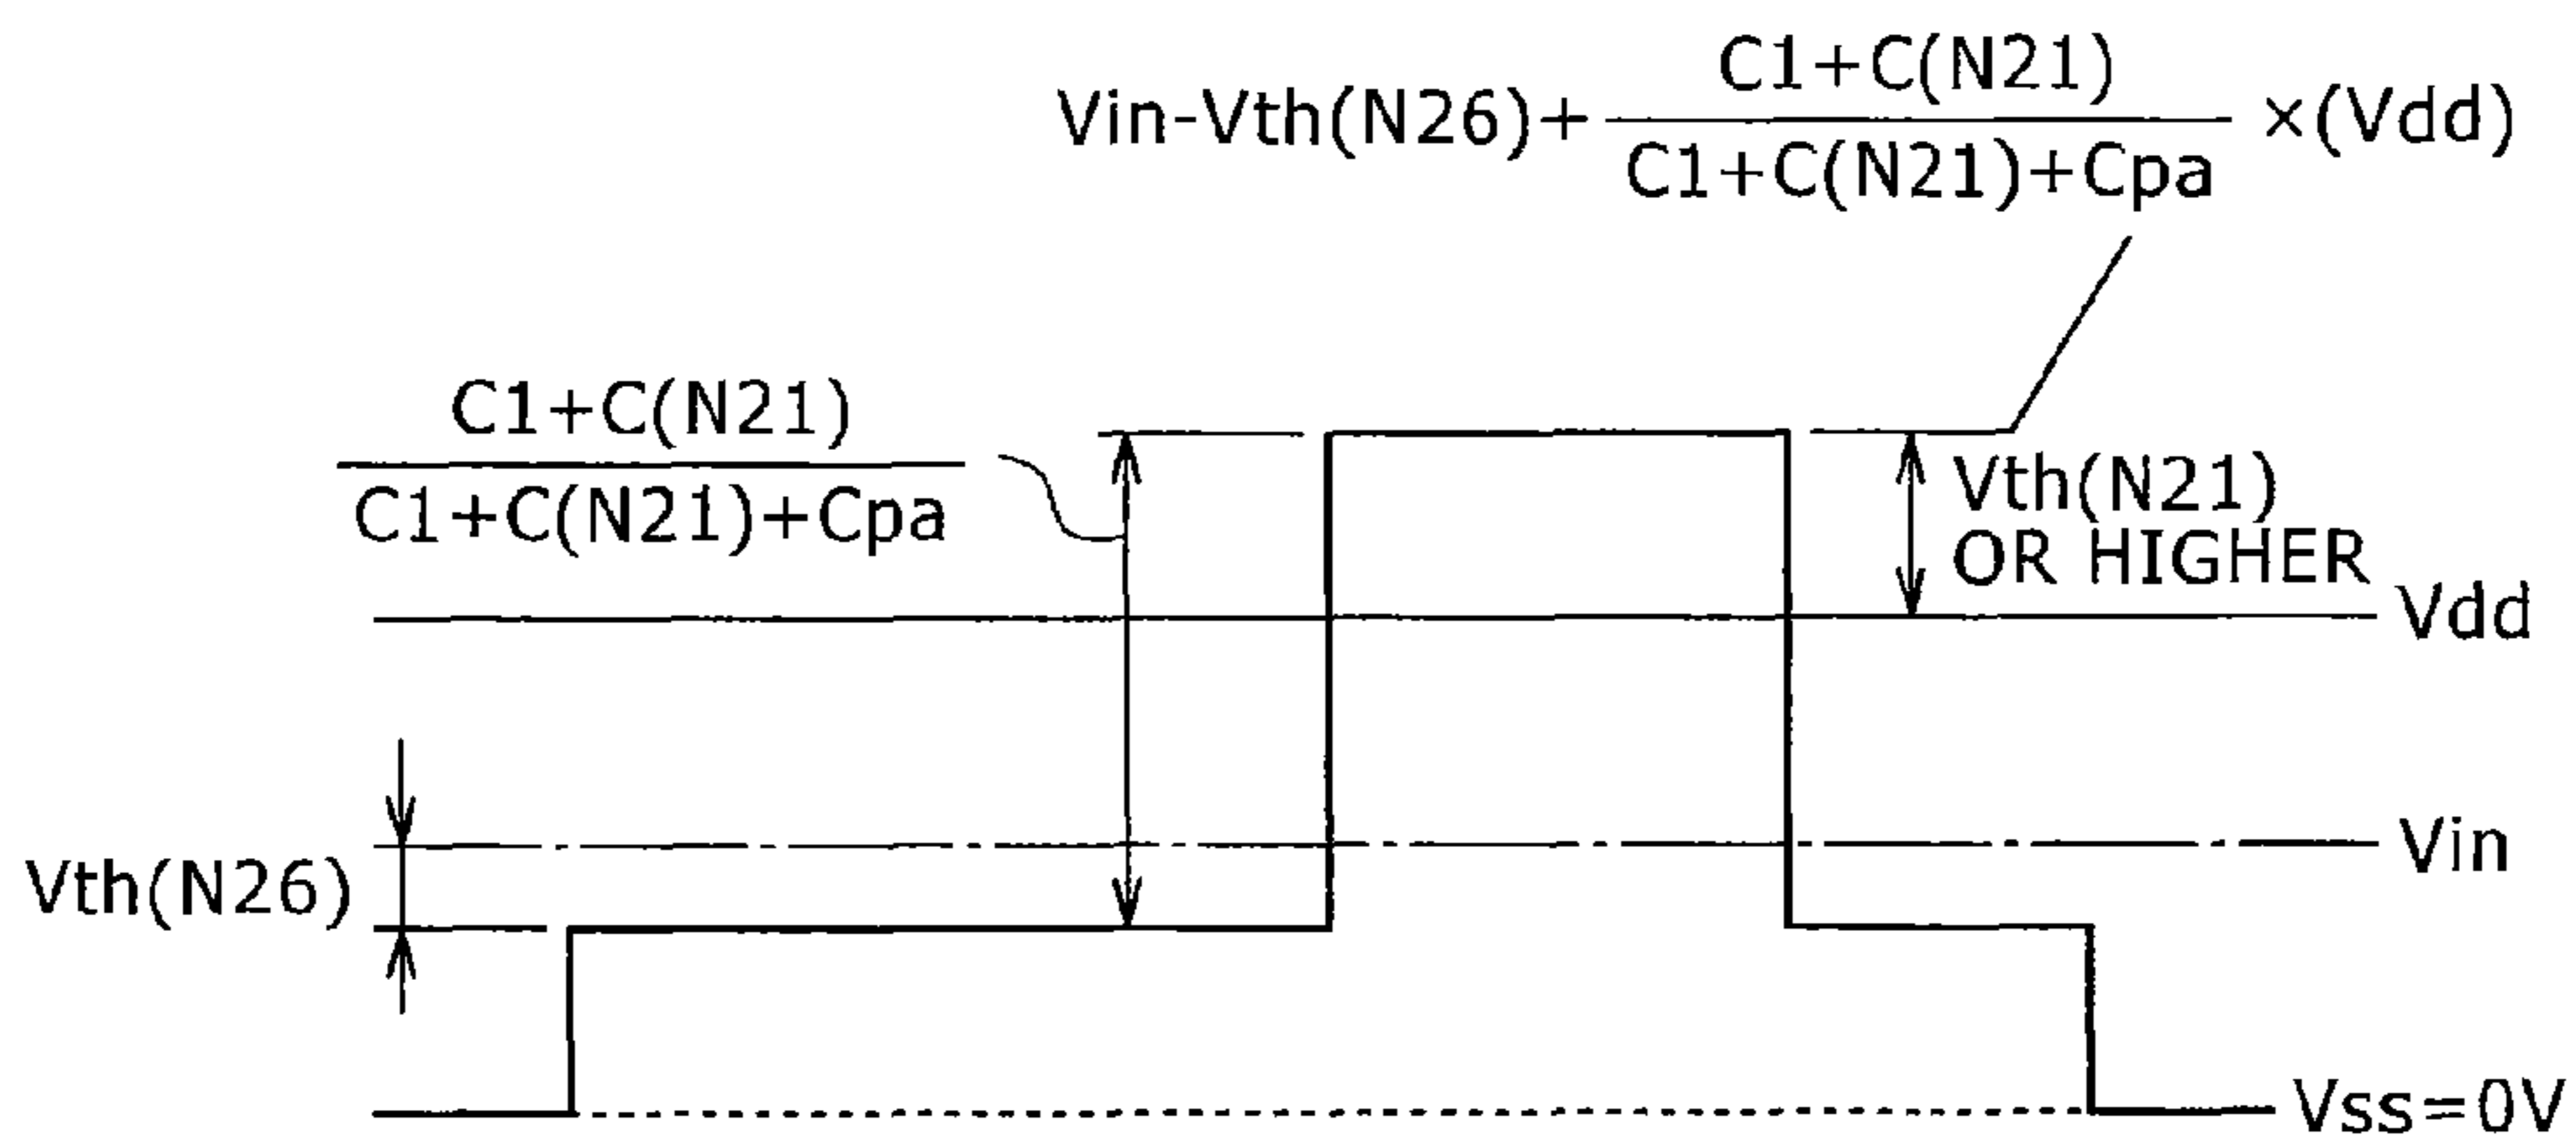 C1+C(N21)
Vin-Vth(N26)+ ×(Vdd)
C1+C(N21)+Cpa
C1+C(N21)
C1+C(N21)+Cpa
Vth(N21)
OR HIGHER
Vdd
Vin
Vth(N26)
Vss=0V